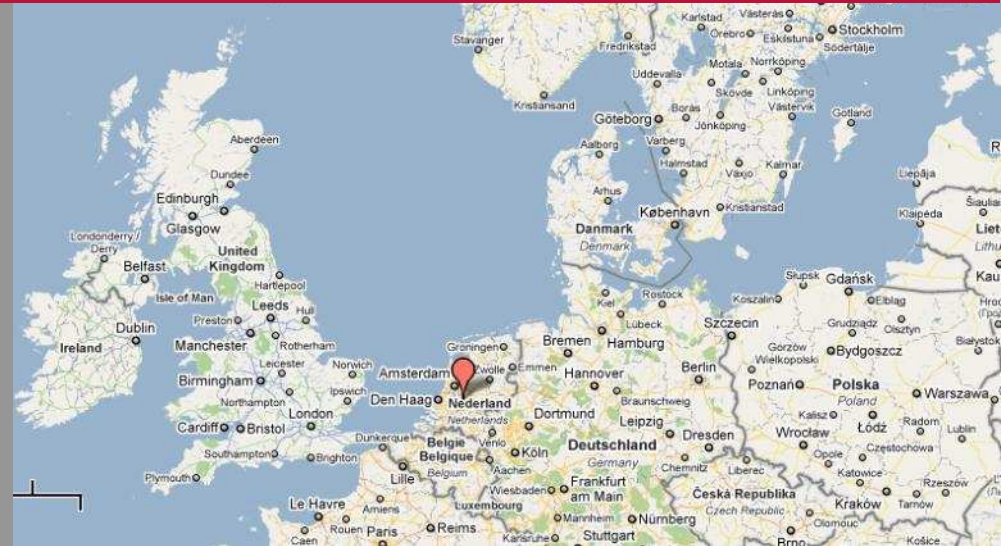 Stavanger
Kristiansand
Fredrikstad
Karlstad
Västerås
Örebro
Stockholm
Eskilstuna
Södertälje
Uddevalla
Motala
Norrköping
Skövde
Linköping
Borås
Västervik
Göteborg
Jönköping
Gotland
Varberg
Aalborg
Halmstad
Växjö
Kalmar
Århus
København
Kristianstad
Danmark
Denmark
Liepāja
Klaipėda
Aberdeen
Dundee
Edinburgh
Glasgow
Londonderry /
Derry
Belfast
United
Kingdom
Hartlepool
Isle of Man
Leeds
Hull
Preston
Dublin
Ireland
Manchester
Rotherham
Leicester
Norwich
Birmingham
Ipswich
Northampton
London
Cardiff
Bristol
Southampton
Brighton
Plymouth
Groningen
Amsterdam
Zwolle
Emmen
Den Haag
Nederland
Netherlands
Venlo
Dunkerque
België
Belgique
Belgium
Lille
Luxembourg
Le Havre
Amiens
Rouen
Paris
Reims
Caen
Kiel
Rostock
Lübeck
Bremen
Hamburg
Hannover
Berlin
Braunschweig
Dortmund
Leipzig
Köln
Deutschland
Germany
Dresden
Aachen
Chemnitz
Wiesbaden
Frankfurt
am Main
Mannheim
Nürnberg
Karlsruhe
Stuttgart
Szczecin
Koszalin
Słupsk
Gdańsk
Elbląg
Grudziądz
Olsztyn
Gorzów
Wielkopolski
Bydgoszcz
Białystok
Poznań
Polska
Poland
Warszawa
Kalisz
Łódź
Radom
Lublin
Wrocław
Częstochowa
Opole
Katowice
Kraków
Tarnów
Rzeszów
Liberec
Česká Republika
Czech Republic
Olomouc
Brno
Košice